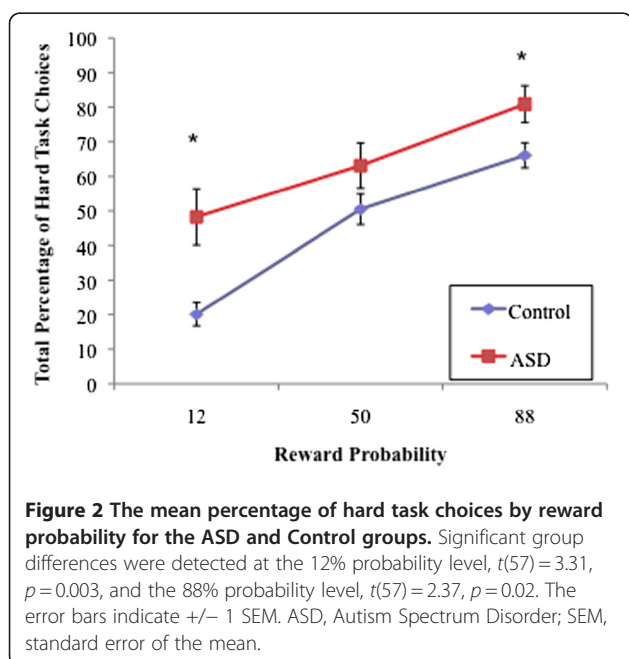 100
90
80
70
60
50
40
30
20
10
0
Total Percentage of Hard Task Choices
*
*
Control
ASD
12 50 88
Reward Probability
Figure 2 The mean percentage of hard task choices by reward
probability for the ASD and Control groups. Significant group
differences were detected at the 12% probability level, t(57) = 3.31,
p = 0.003, and the 88% probability level, t(57) = 2.37, p = 0.02. The
error bars indicate +/− 1 SEM. ASD, Autism Spectrum Disorder; SEM,
standard error of the mean.